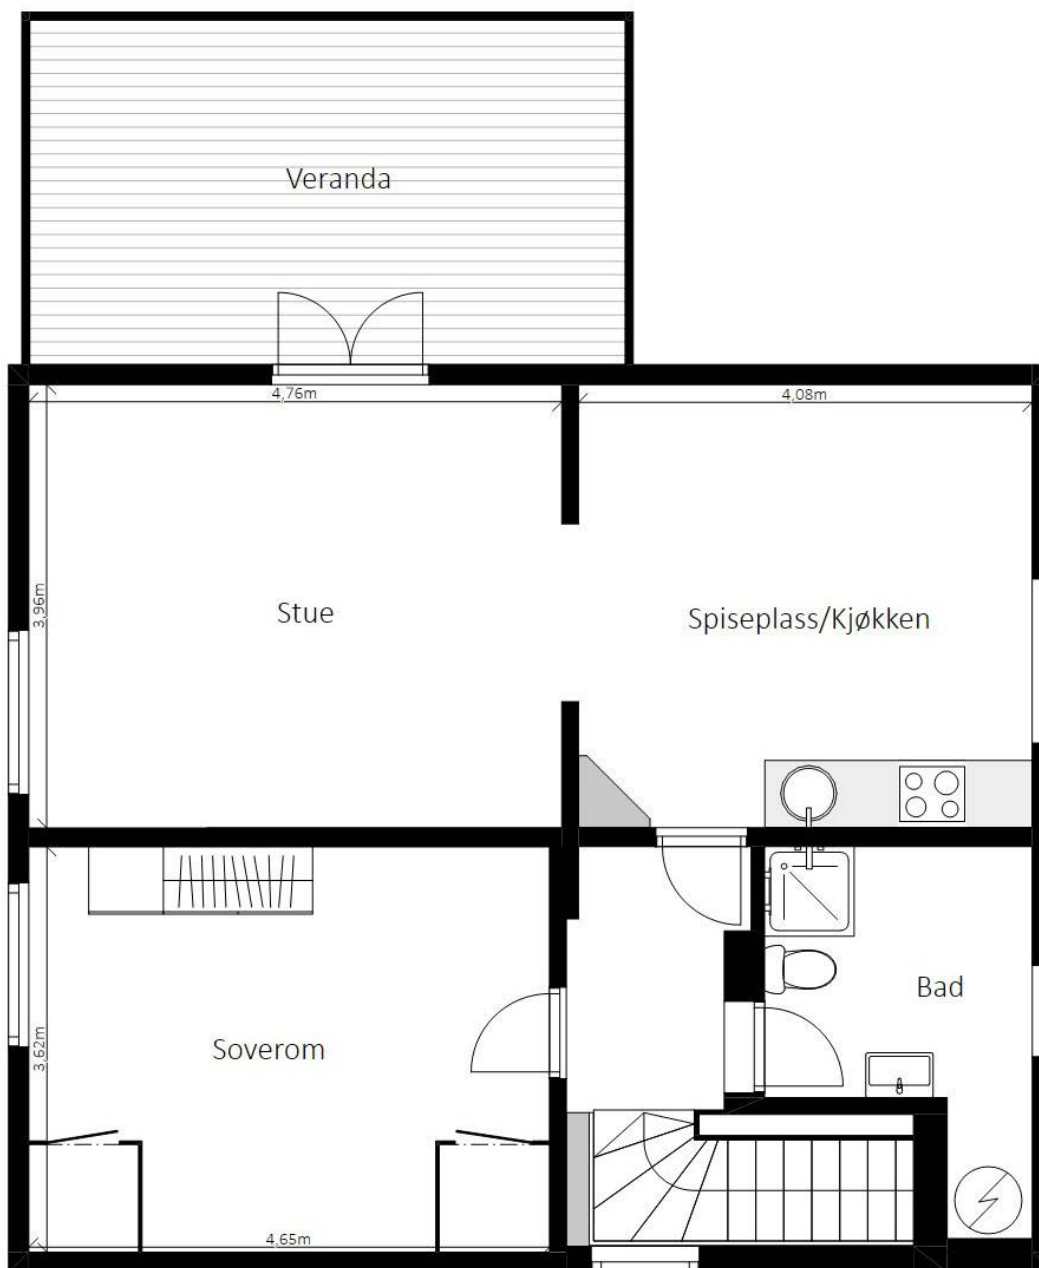 Veranda
4,76m
4,08m
3,96m
Stue
Spiseplass/Kjøkken
Bad
3,62m
Soverom
4,65m